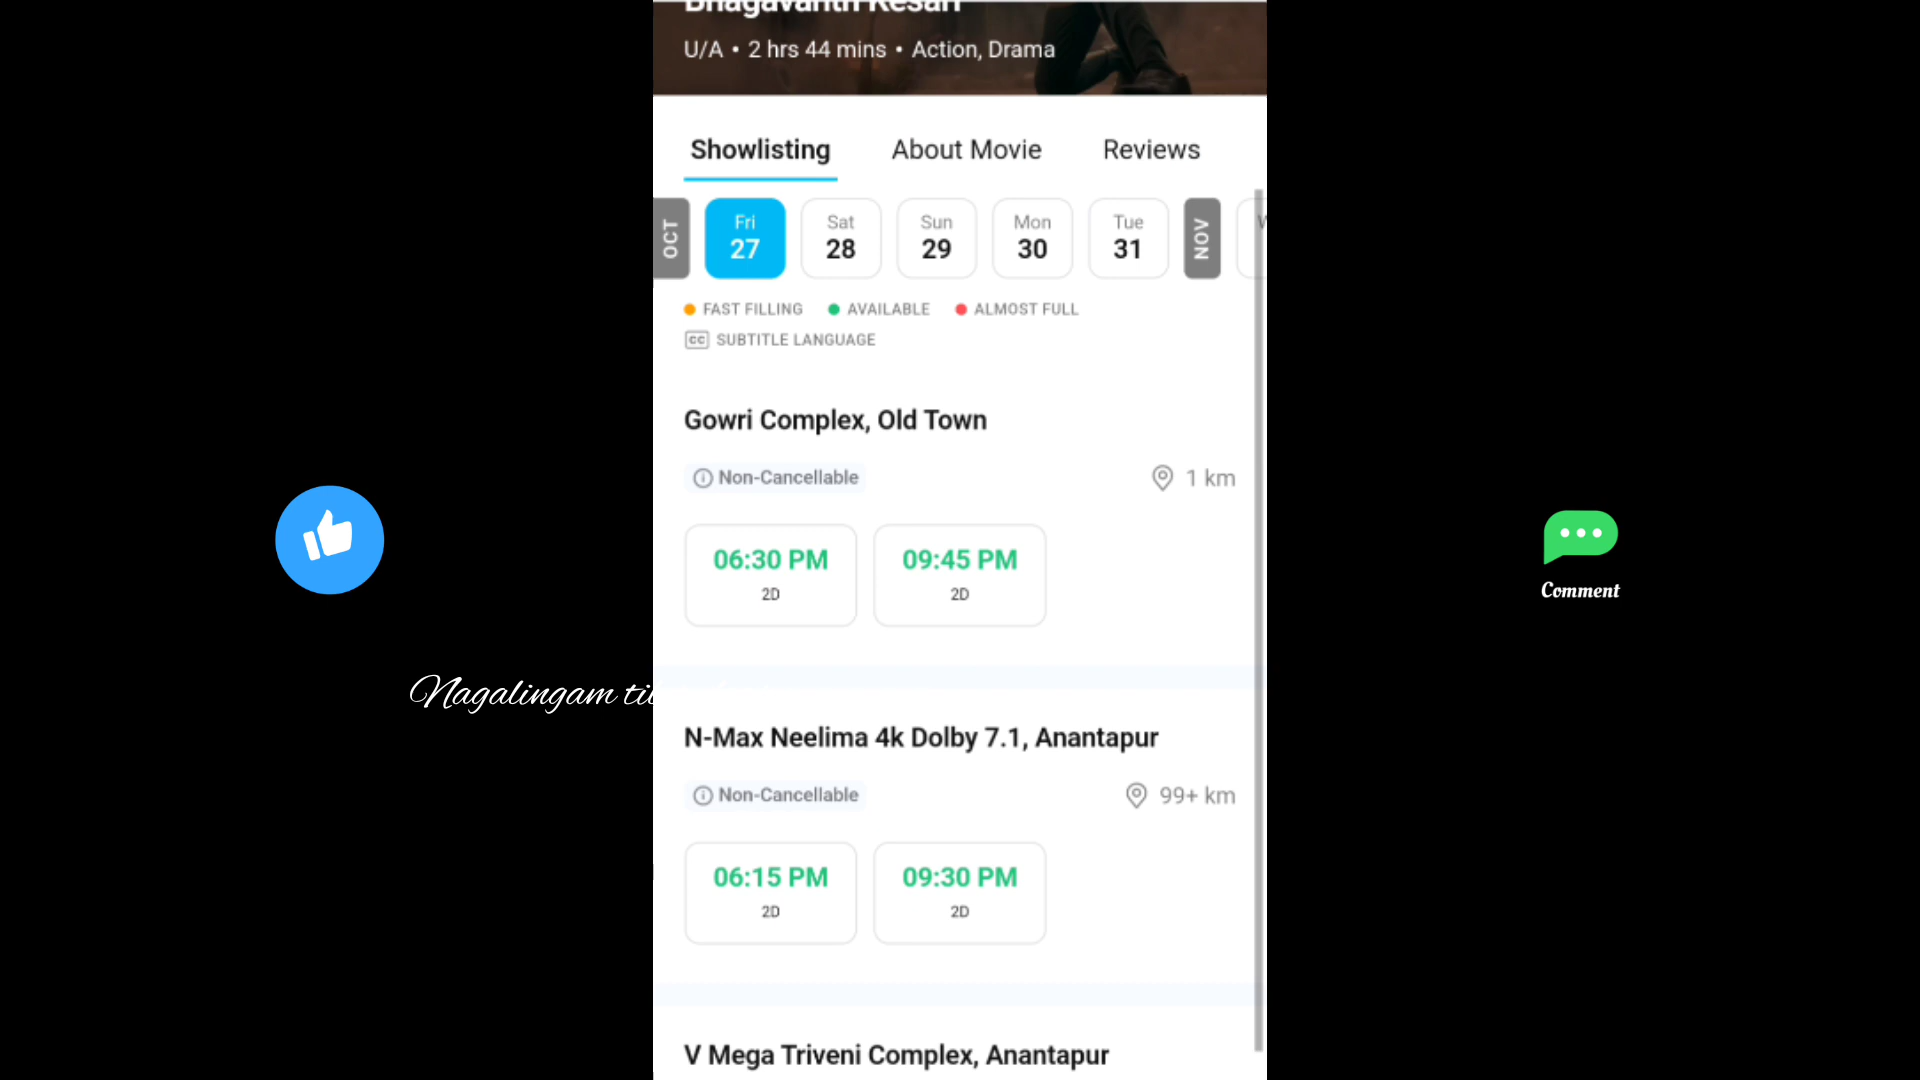 Bhagavanth Kesari
U/A • 2 hrs 44 mins • Action, Drama
Showlisting About Movie Reviews
OCT Fri 27 Sat 28 Sun 29 Mon 30 Tue 31 NOV
FAST FILLING AVAILABLE ALMOST FULL
CC SUBTITLE LANGUAGE
Gowri Complex, Old Town
Non-Cancellable 1 km
06:30 PM 09:45 PM
2D 2D
Comment
Nagalingam
N-Max Neelima 4k Dolby 7.1, Anantapur
Non-Cancellable 99+ km
06:15 PM 09:30 PM
2D 2D
V Mega Triveni Complex, Anantapur